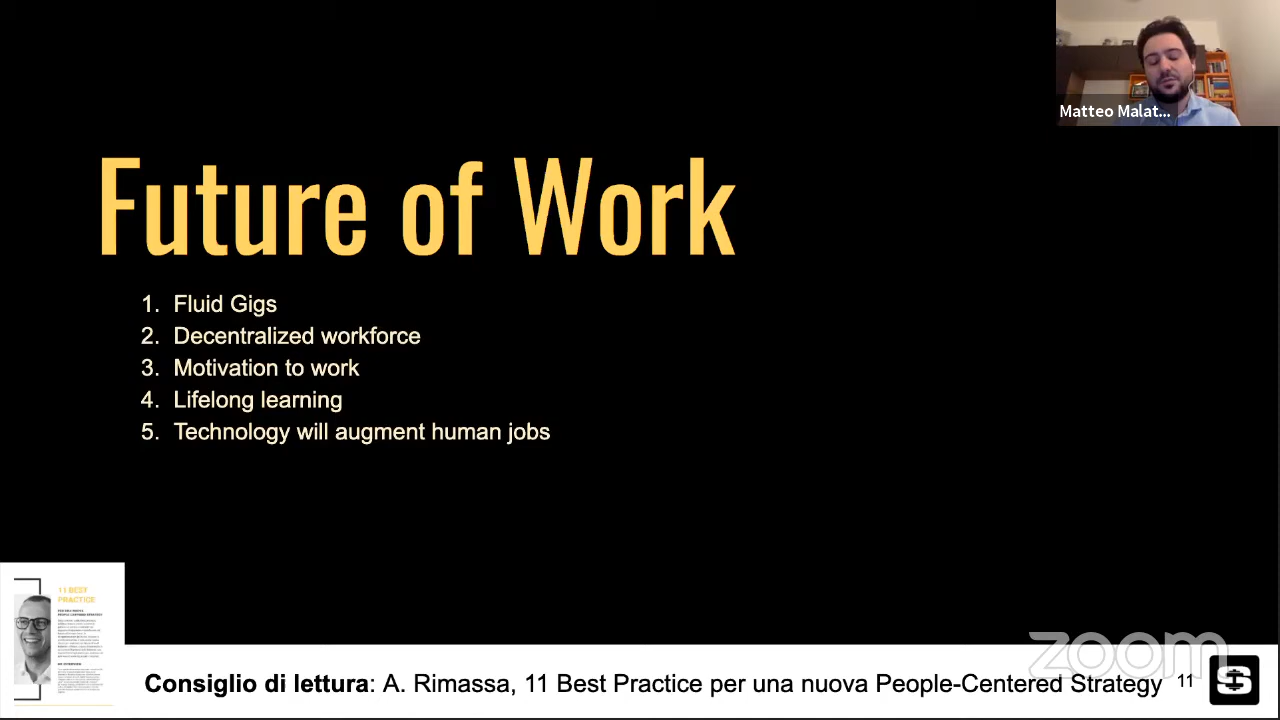 Matteo Malat...
Future of Work
1. Fluid Gigs
2. Decentralized workforce
3. Motivation to work
4. Lifelong learning
5. Technology will augment human jobs
11 BEST
PRACTICE
zoom
Consiglio di lettura: A. Rimassa, 11 Best Practice per una nuova People-Centered Strategy 11